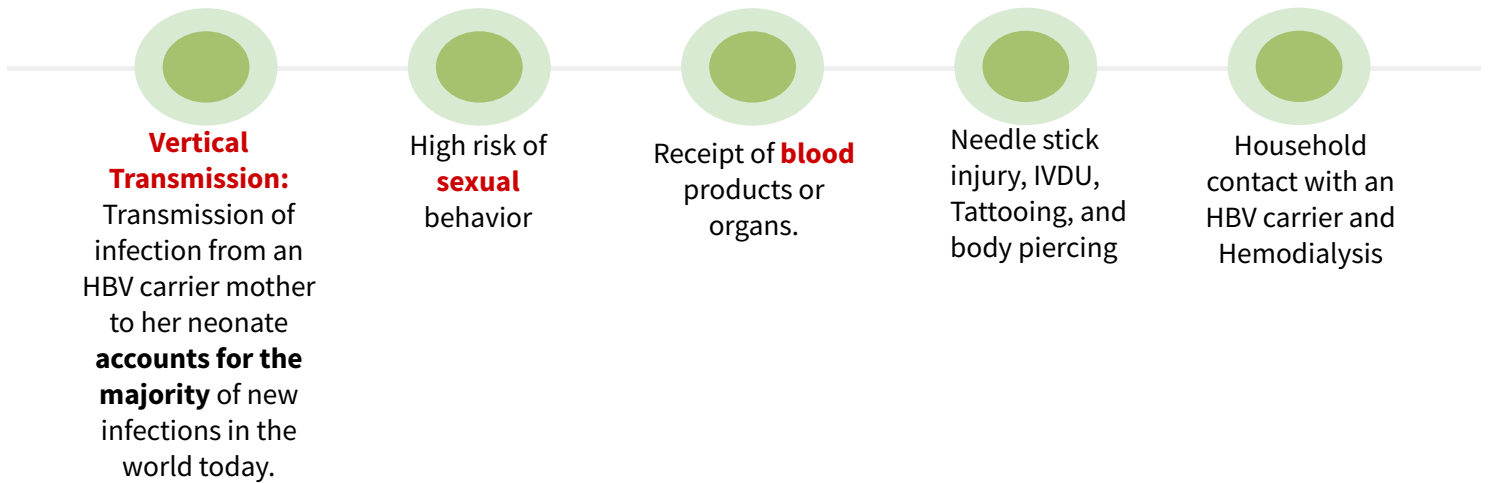 Vertical
Transmission:
Transmission of
infection from an
HBV carrier mother
to her neonate
accounts for the
majority of new
infections in the
world today.
High risk of
sexual
behavior
Receipt of blood
products or
organs.
Needle stick
injury, IVDU,
Tattooing, and
body piercing
Household
contact with an
HBV carrier and
Hemodialysis